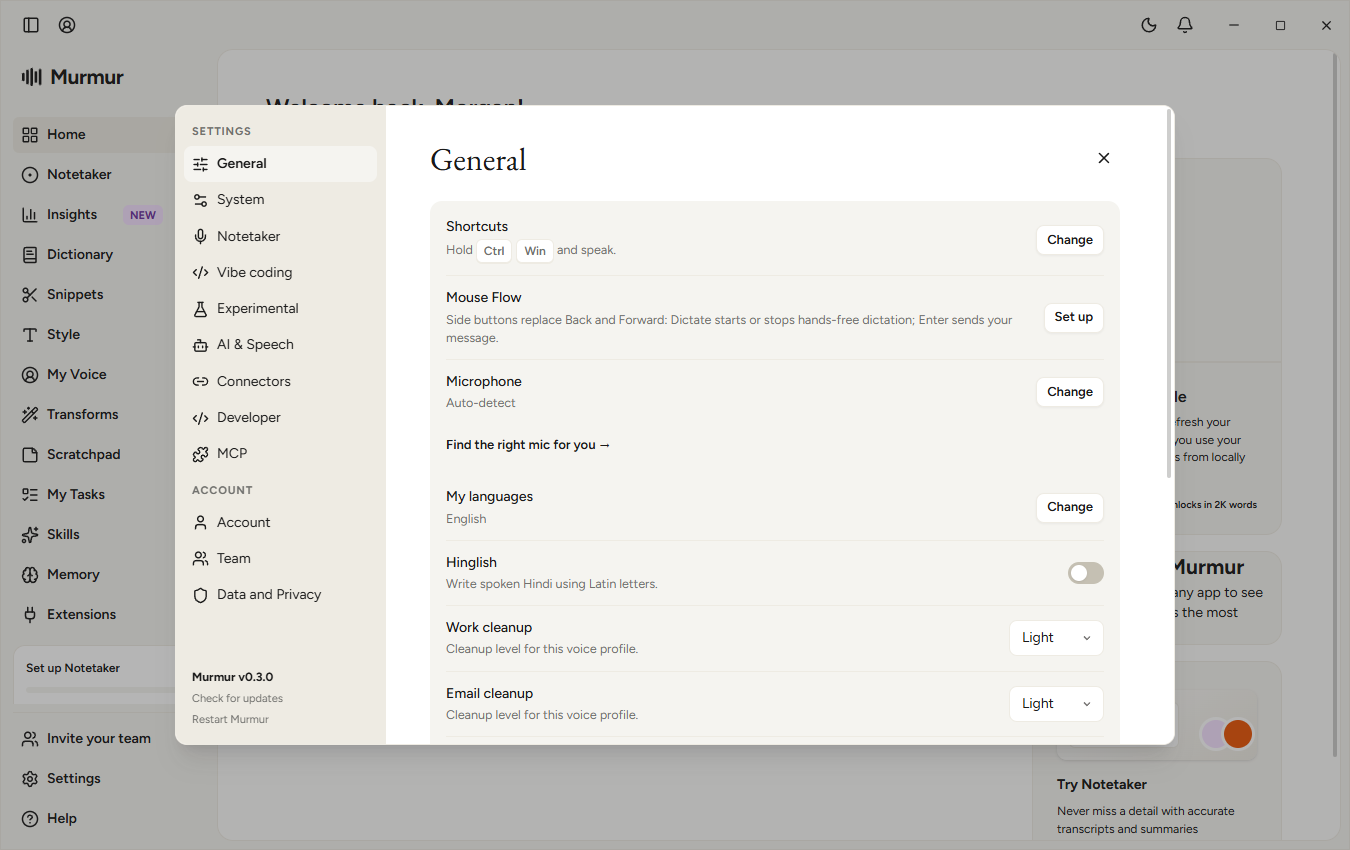 Murmur
Home
Notetaker
Insights NEW
Dictionary
Snippets
Style
My Voice
Transforms
Scratchpad
My Tasks
Skills
Memory
Extensions
Set up Notetaker
Invite your team
Settings
Help
SETTINGS
General
System
Notetaker
Vibe coding
Experimental
AI & Speech
Connectors
Developer
MCP
ACCOUNT
Account
Team
Data and Privacy
Murmur v0.3.0
Check for updates
Restart Murmur
General
Shortcuts
Hold Ctrl Win and speak.
Change
Mouse Flow
Side buttons replace Back and Forward: Dictate starts or stops hands-free dictation; Enter sends your
message.
Set up
Microphone
Auto-detect
Change
Find the right mic for you →
My languages
English
Change
Hinglish
Write spoken Hindi using Latin letters.
Work cleanup
Cleanup level for this voice profile.
Light
Email cleanup
Cleanup level for this voice profile.
Light
your
you use your
from locally
in 2K words
Murmur
any app to see
the most
Try Notetaker
Never miss a detail with accurate
transcripts and summaries